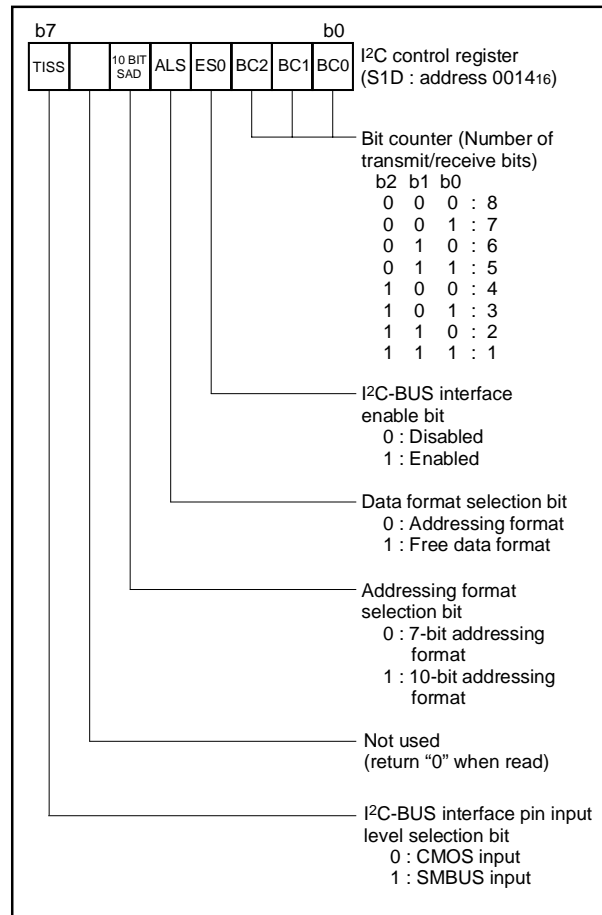 b7 b0
TISS 10 BIT SAD ALS ES0 BC2 BC1 BC0
I2C control register
(S1D : address 001416)
Bit counter (Number of
transmit/receive bits)
b2 b1 b0
0 0 0 : 8
0 0 1 : 7
0 1 0 : 6
0 1 1 : 5
1 0 0 : 4
1 0 1 : 3
1 1 0 : 2
1 1 1 : 1
I2C-BUS interface
enable bit
0 : Disabled
1 : Enabled
Data format selection bit
0 : Addressing format
1 : Free data format
Addressing format
selection bit
0 : 7-bit addressing
format
1 : 10-bit addressing
format
Not used
(return “0” when read)
I2C-BUS interface pin input
level selection bit
0 : CMOS input
1 : SMBUS input